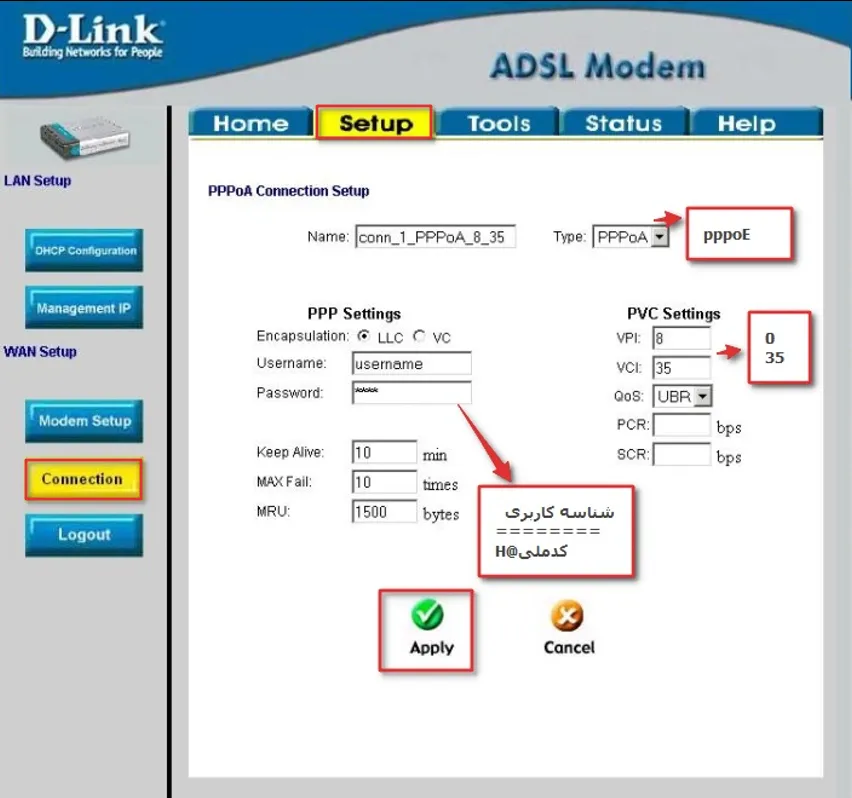 D-Link
Building Networks for People
ADSL Modem
Home Setup Tools Status Help
LAN Setup
DHCP Configuration
Management IP
WAN Setup
Modem Setup
Connection
Logout
PPPoA Connection Setup
Name: conn_1_PPPoA_8_35 Type: PPPoA
pppoE
PPP Settings
Encapsulation: LLC VC
Username: username
Password: ****
Keep Alive: 10 min
MAX Fail: 10 times
MRU: 1500 bytes
PVC Settings
VPI: 8
VCI: 35
QoS: UBR
PCR: bps
SCR: bps
0
35
شناسه کاربری
========
کدملی@H
Apply Cancel